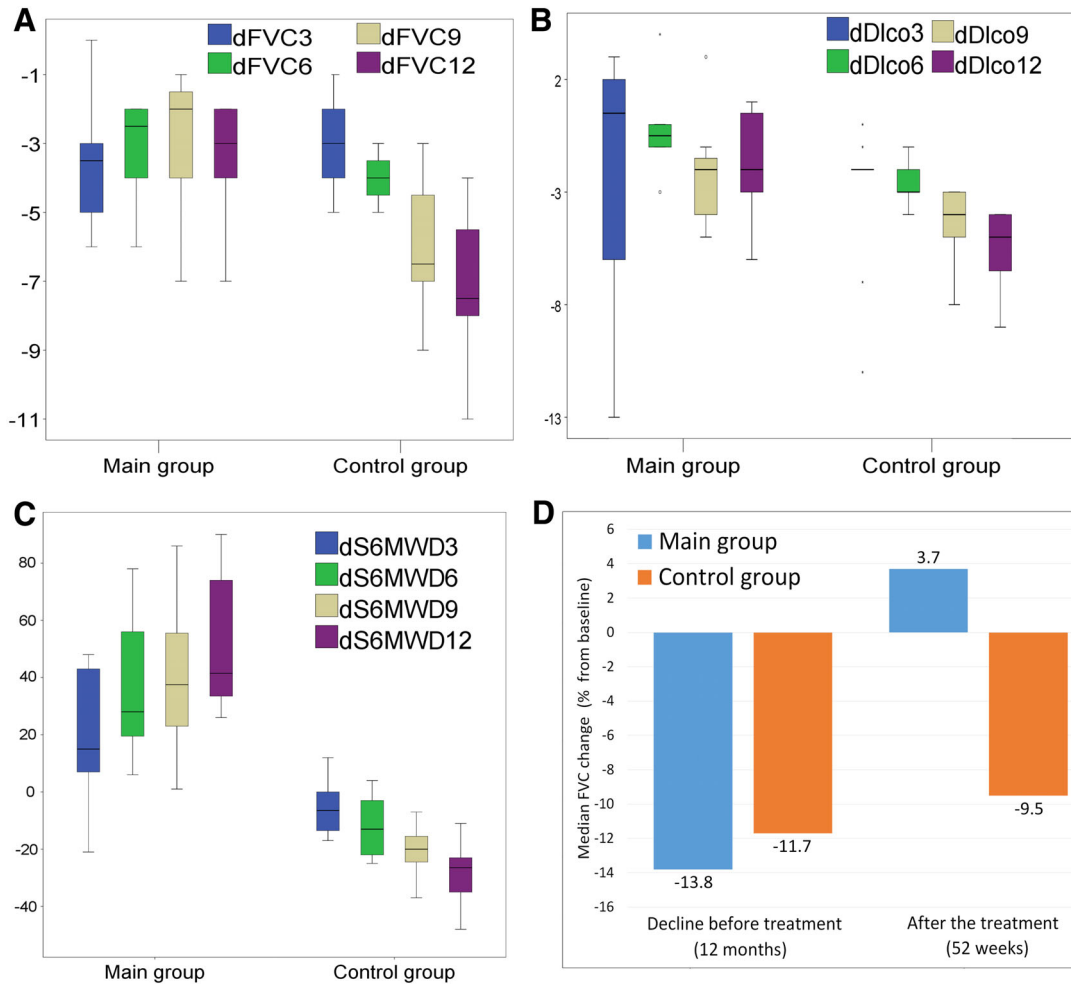 A
dFVC3 dFVC9
dFVC6 dFVC12
-1
-3
-5
-7
-9
-11
Main group Control group
B
dDlco3 dDlco9
dDlco6 dDlco12
2
-3
-8
-13
Main group Control group
C
dS6MWD3
dS6MWD6
dS6MWD9
dS6MWD12
80
60
40
20
0
-20
-40
Main group Control group
D
Main group
Control group
Median FVC change (% from baseline)
6
4
2
0
-2
-4
-6
-8
-10
-12
-14
-16
3.7
-9.5
-11.7
-13.8
Decline before treatment
(12 months)
After the treatment
(52 weeks)